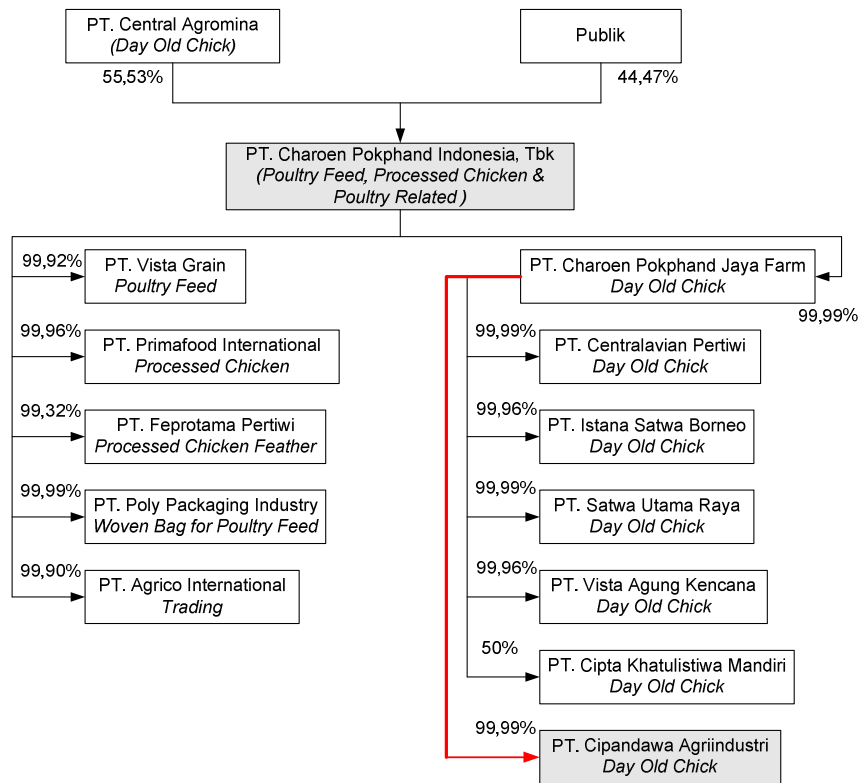 PT. Central Agromina
(Day Old Chick)
Publik
55,53%
44,47%
PT. Charoen Pokphand Indonesia, Tbk
(Poultry Feed, Processed Chicken &
Poultry Related )
99,92%
PT. Vista Grain
Poultry Feed
99,96%
PT. Primafood International
Processed Chicken
99,32%
PT. Feprotama Pertiwi
Processed Chicken Feather
99,99%
PT. Poly Packaging Industry
Woven Bag for Poultry Feed
99,90%
PT. Agrico International
Trading
PT. Charoen Pokphand Jaya Farm
Day Old Chick
99,99%
99,99%
PT. Centralavian Pertiwi
Day Old Chick
99,96%
PT. Istana Satwa Borneo
Day Old Chick
99,99%
PT. Satwa Utama Raya
Day Old Chick
99,96%
PT. Vista Agung Kencana
Day Old Chick
50%
PT. Cipta Khatulistiwa Mandiri
Day Old Chick
99,99%
PT. Cipandawa Agriindustri
Day Old Chick